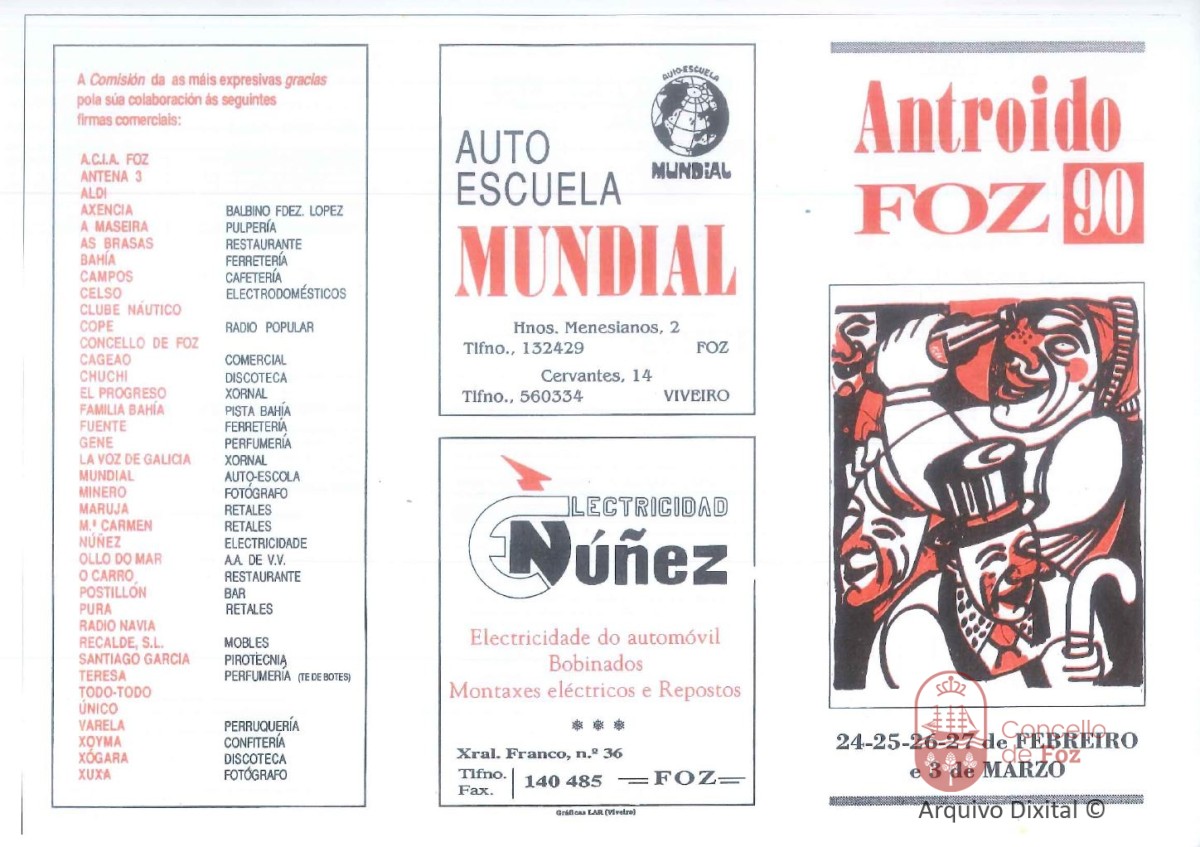 A Comisión da as máis expresivas gracias
pola súa colaboración ás seguintes
firmas comerciais:
A.C.I.A. FOZ
ANTENA 3
ALDI
AXENCIA BALBINO FDEZ. LOPEZ
A MASEIRA PULPERÍA
AS BRASAS RESTAURANTE
BAHÍA FERRETERÍA
CAMPOS CAFETERÍA
CELSO ELECTRODOMÉSTICOS
CLUBE NÁUTICO
COPE RADIO POPULAR
CONCELLO DE FOZ
CAGEAO COMERCIAL
CHUCHI DISCOTECA
EL PROGRESO XORNAL
FAMILIA BAHÍA PISTA BAHÍA
FUENTE FERRETERÍA
GENE PERFUMERÍA
LA VOZ DE GALICIA XORNAL
MUNDIAL AUTO-ESCOLA
MINERO FOTÓGRAFO
MARUJA RETALES
M.ª CARMEN RETALES
NÚÑEZ ELECTRICIDADE
OLLO DO MAR A.A. DE V.V.
O CARRO RESTAURANTE
POSTILLÓN BAR
PURA RETALES
RADIO NAVIA
RECALDE, S.L. MOBLES
SANTIAGO GARCIA PIROTECNIA
TERESA PERFUMERÍA (TE DE BOTES)
TODO-TODO
ÚNICO
VARELA PERRUQUERÍA
XOYMA CONFITERÍA
XÓGARA DISCOTECA
XUXA FOTÓGRAFO
AUTO-ESCUELA
MUNDIAL
AUTO
ESCUELA
MUNDIAL
Hnos. Menesianos, 2
Tlfno., 132429 FOZ
Cervantes, 14
Tlfno., 560334 VIVEIRO
ELECTRICIDAD
NÚÑEZ
Electricidade do automóvil
Bobinados
Montaxes eléctricos e Repostos
Xral. Franco, n.º 36
Tlfno.
Fax. 140 485 FOZ
Gráficas LAR (Viveiro)
Antroido
FOZ 90
24-25-26-27 de FEBREIRO
e 3 de MARZO
Concello
de Foz
Arquivo Dixital ©